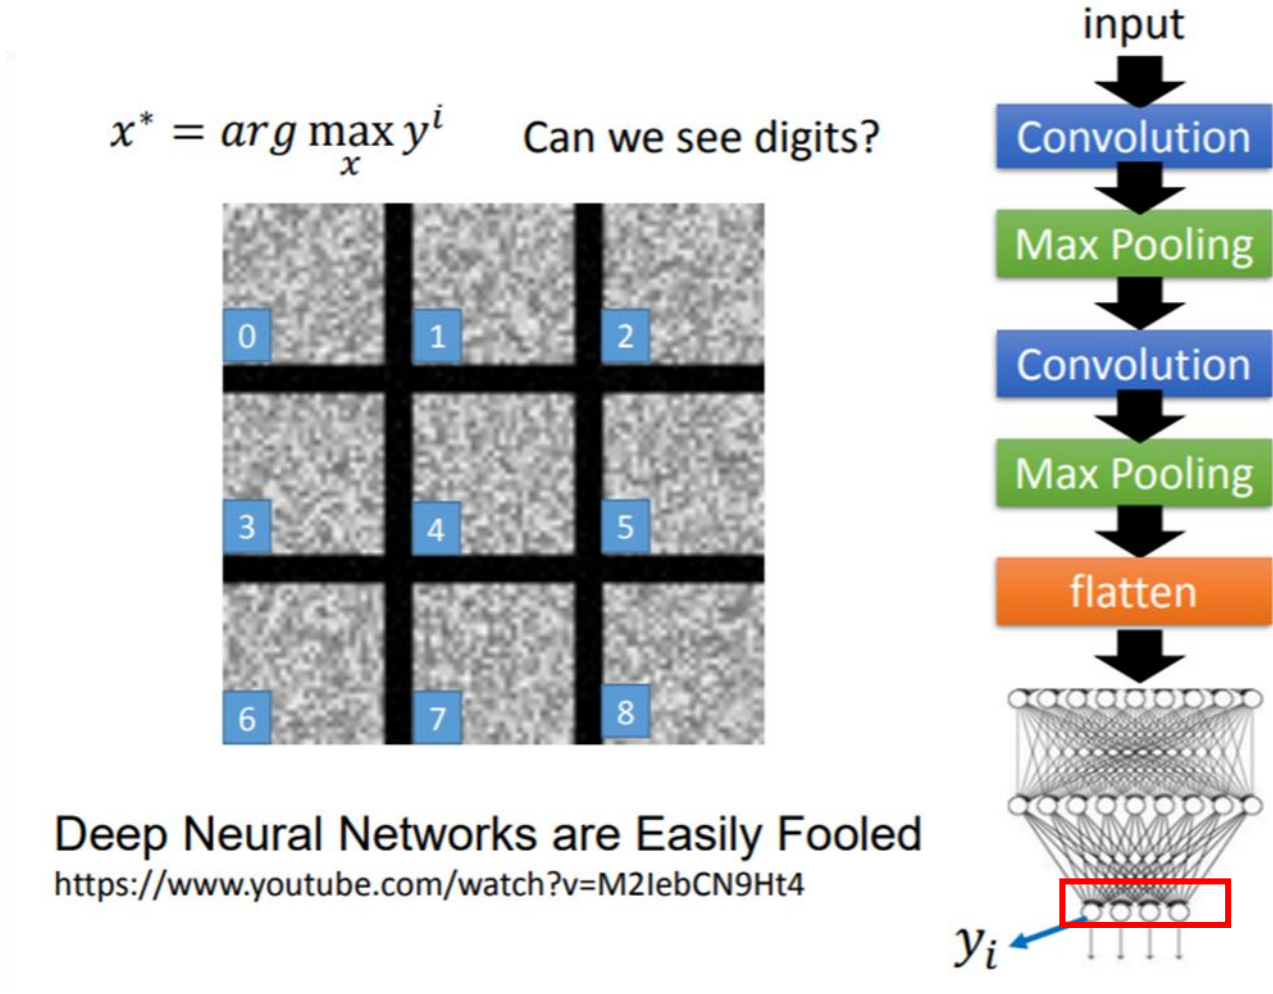 input
x* = arg max y^i
x
Can we see digits?
Convolution
Max Pooling
Convolution
Max Pooling
flatten
0
1
2
3
4
5
6
7
8
Deep Neural Networks are Easily Fooled
https://www.youtube.com/watch?v=M2IebCN9Ht4
y_i